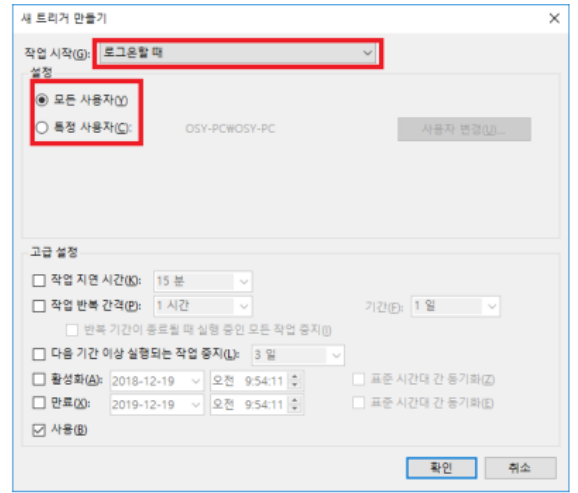 새 트리거 만들기
작업 시작(G): 로그온할 때
설정
모든 사용자(Y)
특정 사용자(C): OSY-PC₩OSY-PC 사용자 변경(U)...
고급 설정
작업 지연 시간(K): 15 분
작업 반복 간격(P): 1 시간 기간(F): 1 일
반복 기간이 종료될 때 실행 중인 모든 작업 중지(I)
다음 기간 이상 실행되는 작업 중지(L): 3 일
활성화(A): 2018-12-19 오전 9:54:11 표준 시간대 간 동기화(Z)
만료(X): 2019-12-19 오전 9:54:11 표준 시간대 간 동기화(E)
사용(B)
확인 취소